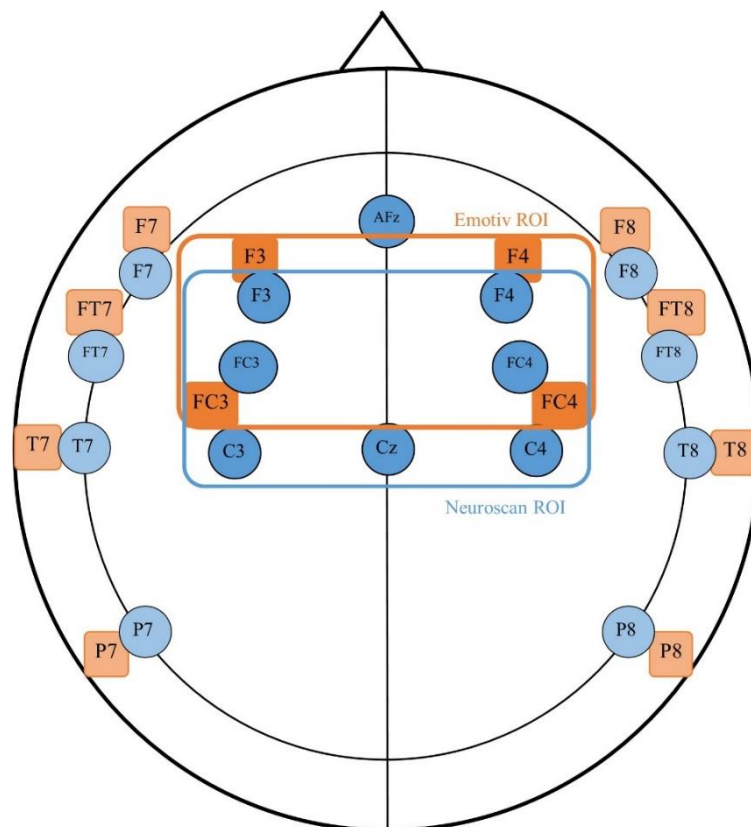 AFz
Emotiv ROI
F7
F8
F7
F3
F4
F8
F3
F4
FT7
FT8
FT7
FC3
FC4
FT8
FC3
FC4
T7
T7
C3
Cz
C4
T8
T8
Neuroscan ROI
P7
P8
P7
P8